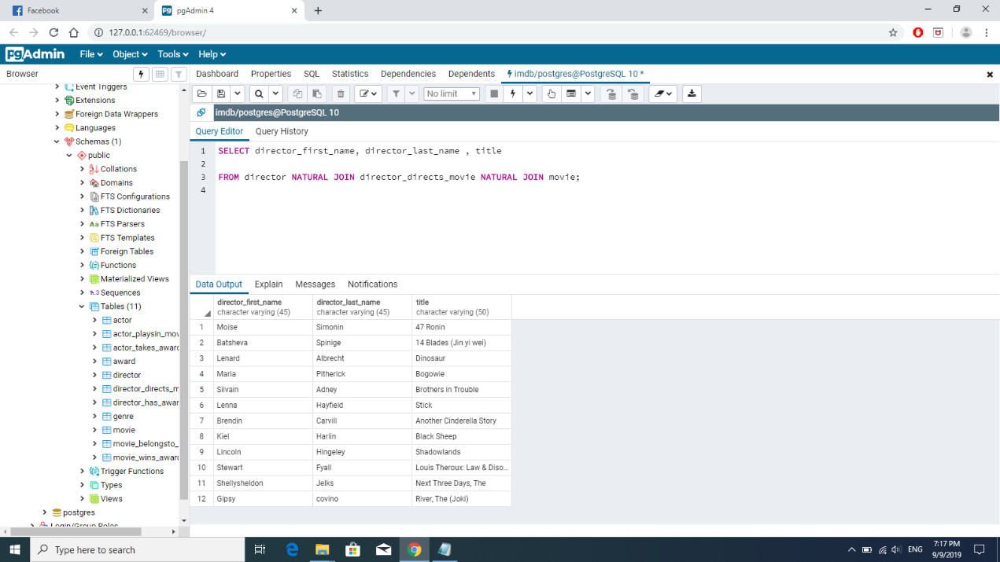 Facebook
pgAdmin 4
127.0.0.1:62469/browser/
pgAdmin File Object Tools Help
Browser
Dashboard Properties SQL Statistics Dependencies Dependents imdb/postgres@PostgreSQL 10 *
No limit
imdb/postgres@PostgreSQL 10
Query Editor Query History
1 SELECT director_first_name, director_last_name , title
2
3 FROM director NATURAL JOIN director_directs_movie NATURAL JOIN movie;
4
Event Triggers
Extensions
Foreign Data Wrappers
Languages
Schemas (1)
public
Collations
Domains
FTS Configurations
FTS Dictionaries
FTS Parsers
FTS Templates
Foreign Tables
Functions
Materialized Views
1..3 Sequences
Tables (11)
actor
actor_playsin_mov
actor_takes_award
award
director
director_directs_m
director_has_awar
genre
movie
movie_belongsto_
movie_wins_award
Trigger Functions
Types
Views
postgres
Login/Group Roles
Data Output Explain Messages Notifications
director_first_name director_last_name title
character varying (45) character varying (45) character varying (50)
1 Moise Simonin 47 Ronin
2 Batsheva Spinige 14 Blades (Jin yi wei)
3 Lenard Albrecht Dinosaur
4 Maria Pitherick Bogowie
5 Silvain Adney Brothers in Trouble
6 Lenna Hayfield Stick
7 Brendin Carvill Another Cinderella Story
8 Kiel Harlin Black Sheep
9 Lincoln Hingeley Shadowlands
10 Stewart Fyall Louis Theroux: Law & Diso...
11 Shellysheldon Jelks Next Three Days, The
12 Gipsy covino River, The (Joki)
Type here to search
ENG
7:17 PM
9/9/2019